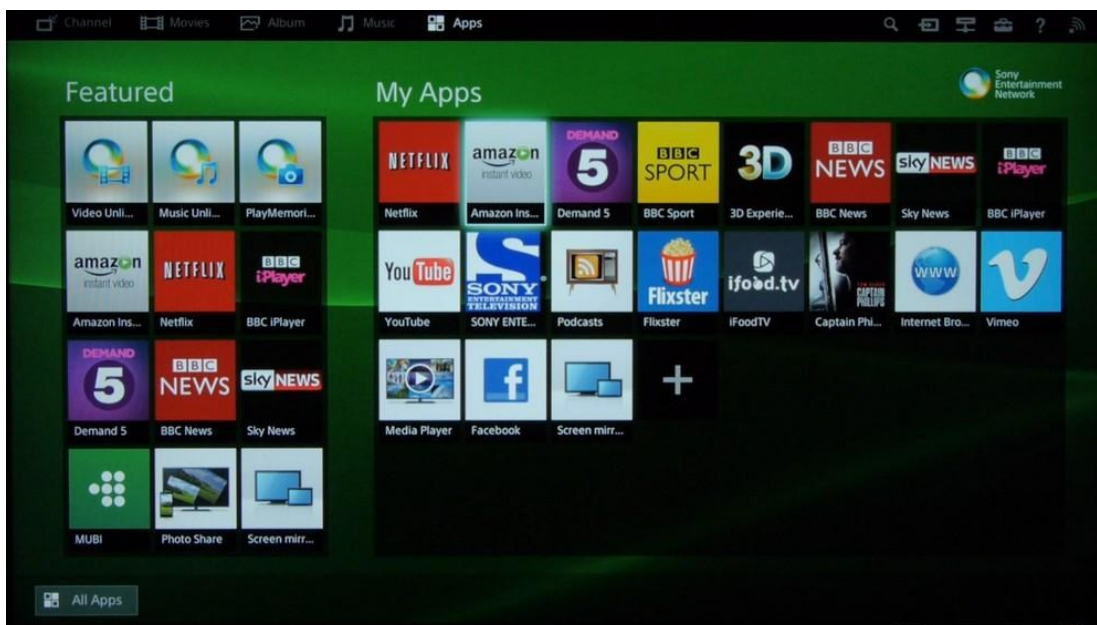 Channel
Movies
Album
Music
Apps
?
Featured
My Apps
Sony
Entertainment
Network
Video Unli...
Music Unli...
PlayMemori...
amazon
instant video
NETFLIX
BBC
iPlayer
Amazon Ins...
Netflix
BBC iPlayer
DEMAND
5
BBC
NEWS
sky NEWS
Demand 5
BBC News
Sky News
MUBI
Photo Share
Screen mirr...
NETFLIX
amazon
instant video
DEMAND
5
BBC
SPORT
3D
BBC
NEWS
sky NEWS
BBC
iPlayer
Netflix
Amazon Ins...
Demand 5
BBC Sport
3D Experie...
BBC News
Sky News
BBC iPlayer
You Tube
S
SONY
ENTERTAINMENT
TELEVISION
Flixster
ifood.tv
TOM HANKS
CAPTAIN
PHILLIPS
www
YouTube
SONY ENTE...
Podcasts
Flixster
iFoodTV
Captain Phi...
Internet Bro...
Vimeo
f
Media Player
Facebook
Screen mirr...
+
All Apps